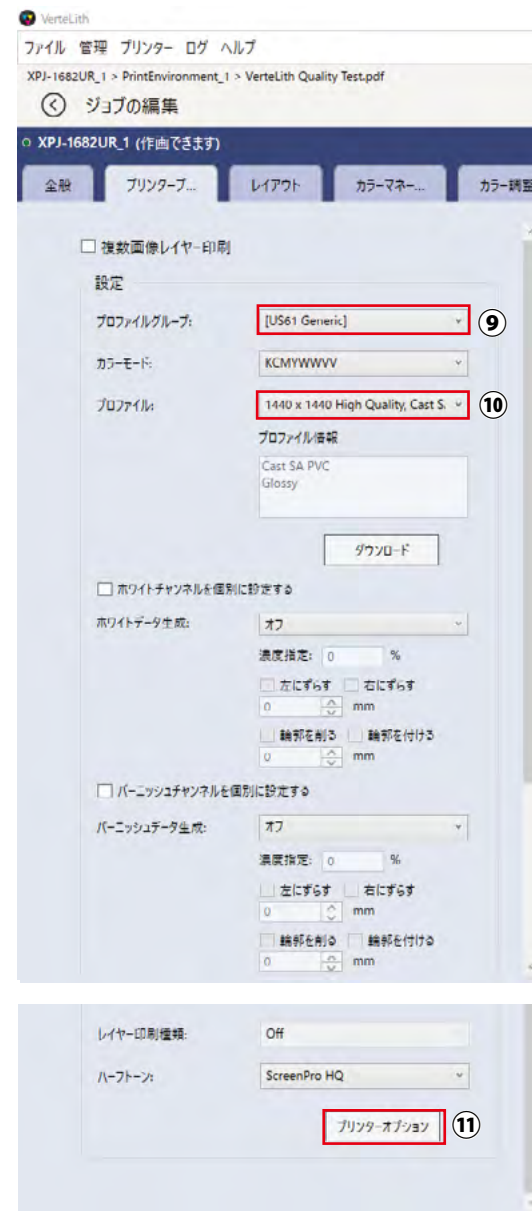 VerteLith
ファイル 管理 プリンター ログ ヘルプ
XPJ-1682UR_1 > PrintEnvironment_1 > VerteLith Quality Test.pdf
ジョブの編集
XPJ-1682UR_1 (作画できます)
全般 プリンタープ... レイアウト カラーマネー... カラー調整
複数画像レイヤー印刷
設定
プロファイルグループ: [US61 Generic] ⑨
カラーモード: KCMYWWVV
プロファイル: 1440 x 1440 High Quality, Cast S. ⑩
プロファイル情報
Cast SA PVC
Glossy
ダウンロード
ホワイトチャンネルを個別に設定する
ホワイトデータ生成: オフ
濃度指定: 0 %
左にずらす 右にずらす
0 mm
輪郭を削る 輪郭を付ける
0 mm
バーニッシュチャンネルを個別に設定する
バーニッシュデータ生成: オフ
濃度指定: 0 %
左にずらす 右にずらす
0 mm
輪郭を削る 輪郭を付ける
0 mm
レイヤー印刷種類: Off
ハーフトーン: ScreenPro HQ
プリンターオプション ⑪